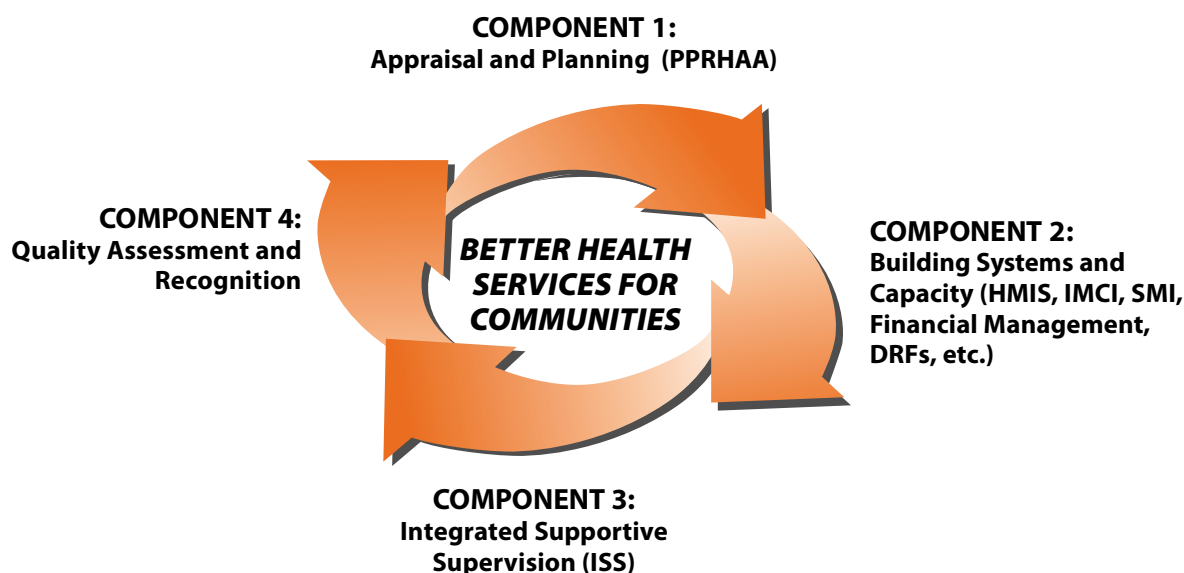 COMPONENT 1:
Appraisal and Planning (PPRHAA)
COMPONENT 4:
Quality Assessment and
Recognition
BETTER HEALTH
SERVICES FOR
COMMUNITIES
COMPONENT 2:
Building Systems and
Capacity (HMIS, IMCI, SMI,
Financial Management,
DRFs, etc.)
COMPONENT 3:
Integrated Supportive
Supervision (ISS)